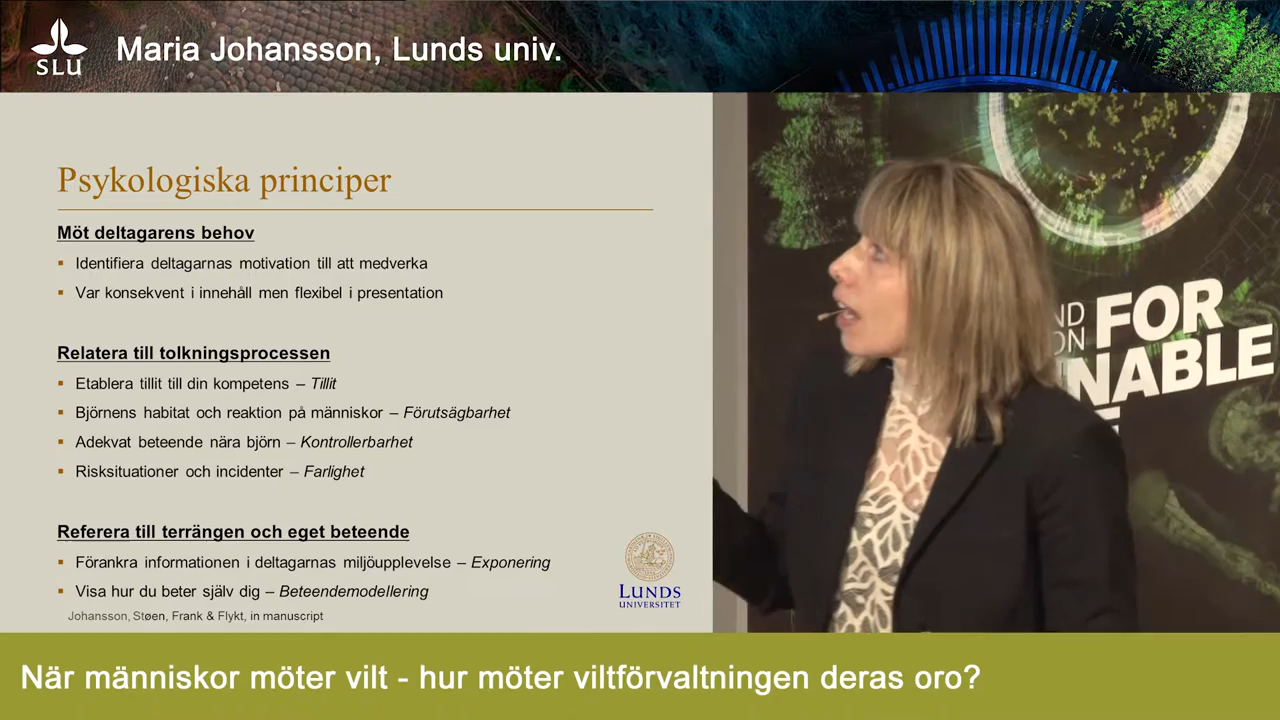 SLU
Maria Johansson, Lunds univ.
Psykologiska principer
Möt deltagarens behov
▪ Identifiera deltagarnas motivation till att medverka
▪ Var konsekvent i innehåll men flexibel i presentation
Relatera till tolkningsprocessen
▪ Etablera tillit till din kompetens – Tillit
▪ Björnens habitat och reaktion på människor – Förutsägbarhet
▪ Adekvat beteende nära björn – Kontrollerbarhet
▪ Risksituationer och incidenter – Farlighet
Referera till terrängen och eget beteende
▪ Förankra informationen i deltagarnas miljöupplevelse – Exponering
▪ Visa hur du beter själv dig – Beteendemodellering
Johansson, Støen, Frank & Flykt, in manuscript
LUNDS
UNIVERSITET
ND
ON
FOR
NABLE
När människor möter vilt - hur möter viltförvaltningen deras oro?